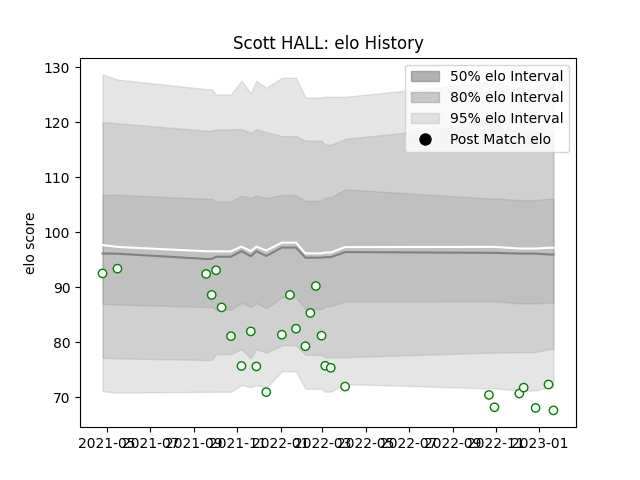 Scott HALL: elo History
130
120
110
100
90
80
70
elo score
50% elo Interval
80% elo Interval
95% elo Interval
Post Match elo
2021-05 2021-07 2021-09 2021-11 2022-01 2022-03 2022-05 2022-07 2022-09 2022-11 2023-01